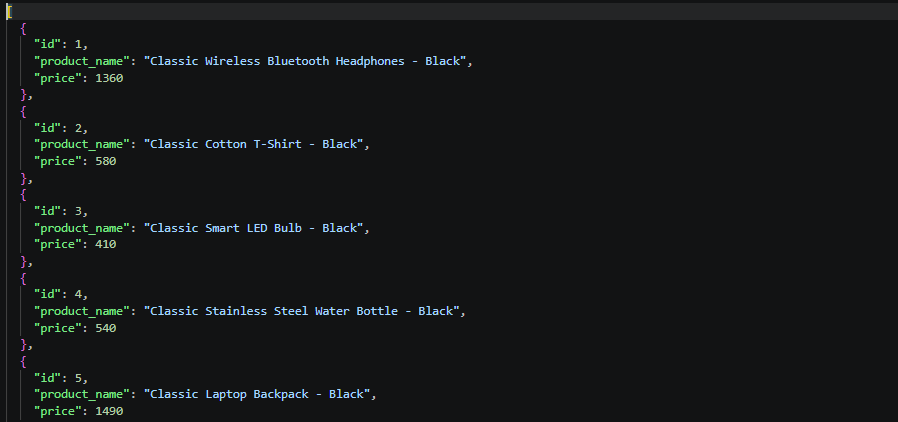 [
{
"id": 1,
"product_name": "Classic Wireless Bluetooth Headphones - Black",
"price": 1360
},
{
"id": 2,
"product_name": "Classic Cotton T-Shirt - Black",
"price": 580
},
{
"id": 3,
"product_name": "Classic Smart LED Bulb - Black",
"price": 410
},
{
"id": 4,
"product_name": "Classic Stainless Steel Water Bottle - Black",
"price": 540
},
{
"id": 5,
"product_name": "Classic Laptop Backpack - Black",
"price": 1490